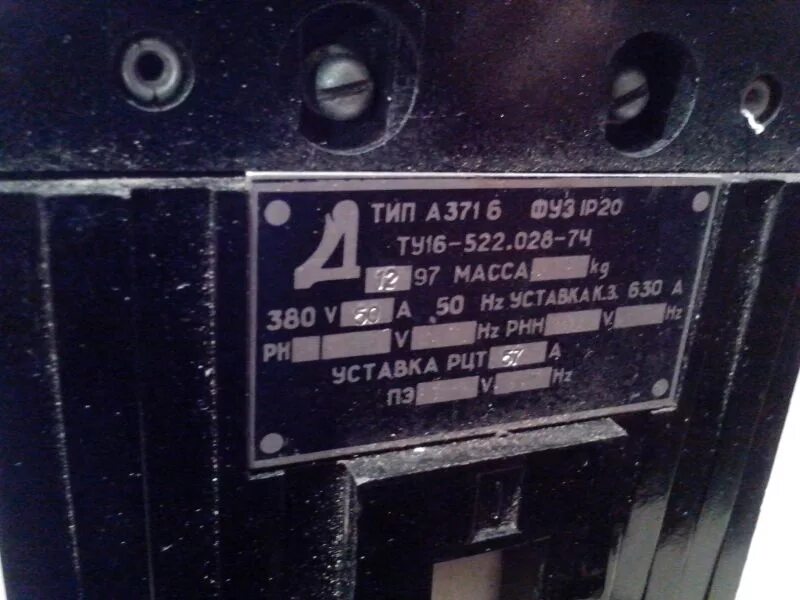 ТИП А3716 ФУЗ IP20
ТУ16-522.028-74
12 97 МАССА kg
380 V 50 A 50 Hz УСТАВКА К.З. 630 А
РН V Hz РНН V Hz
УСТАВКА РЦТ 57 А
ПЭ V Hz